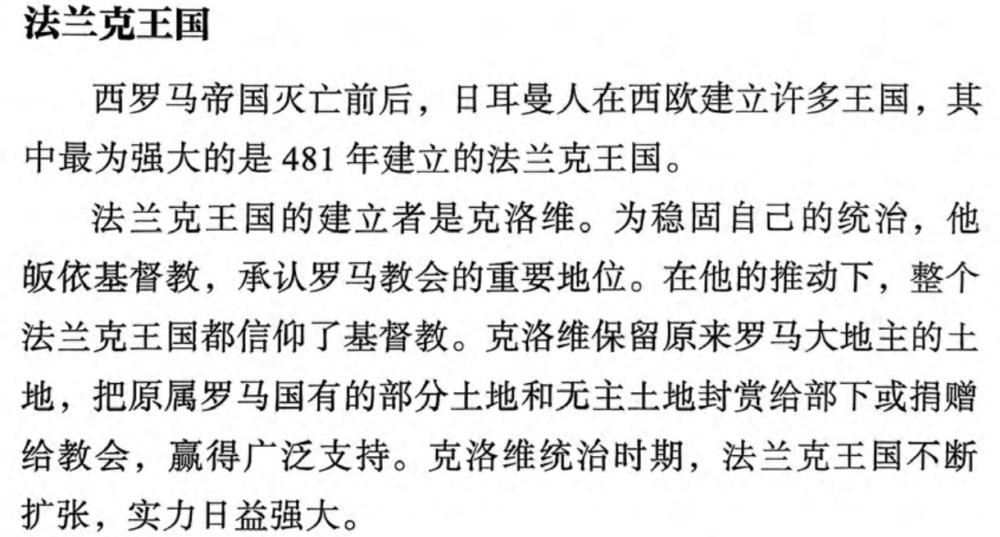 法兰克王国
西罗马帝国灭亡前后，日耳曼人在西欧建立许多王国，其
中最为强大的是 481 年建立的法兰克王国。
法兰克王国的建立者是克洛维。为稳固自己的统治，他
皈依基督教，承认罗马教会的重要地位。在他的推动下，整个
法兰克王国都信仰了基督教。克洛维保留原来罗马大地主的土
地，把原属罗马国有的部分土地和无主土地封赏给部下或捐赠
给教会，赢得广泛支持。克洛维统治时期，法兰克王国不断
扩张，实力日益强大。